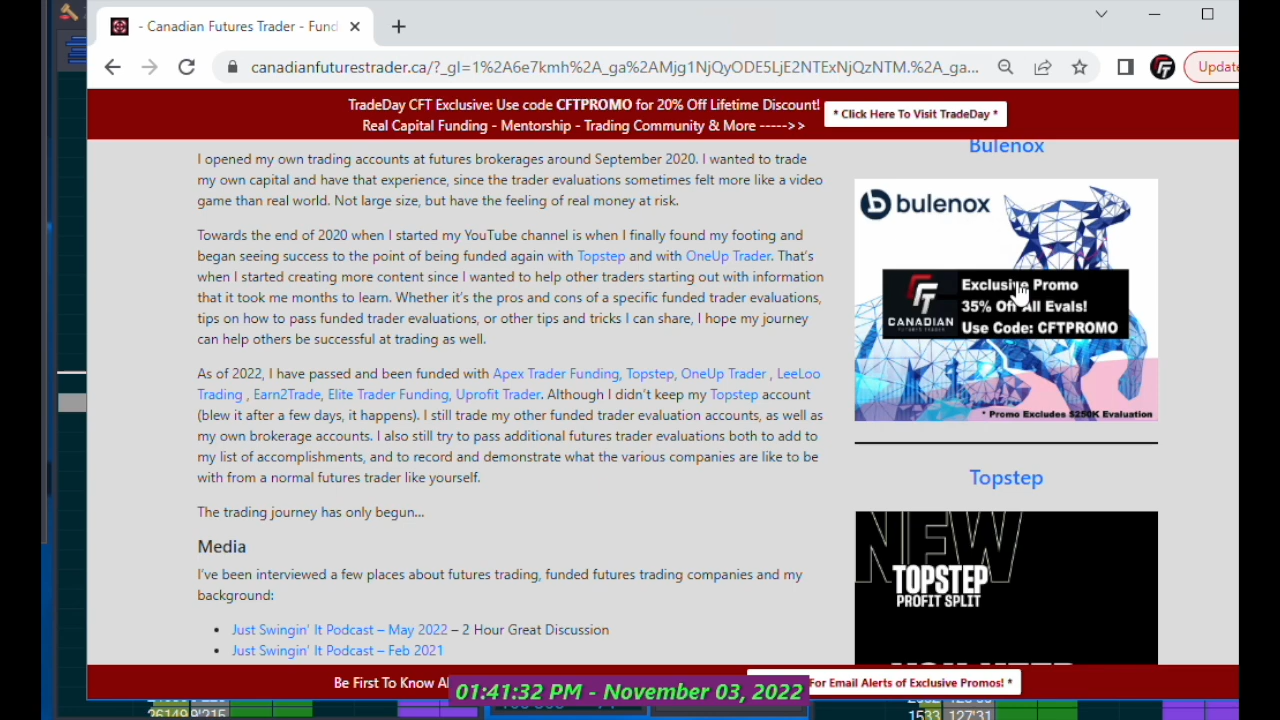 - Canadian Futures Trader - Fund
canadianfuturestrader.ca/?_gl=1%2A6e7kmh%2A_ga%2AMjg1NjQyODE5LjE2NTExNjQzNTM.%2A_ga...
Update
TradeDay CFT Exclusive: Use code CFTPROMO for 20% Off Lifetime Discount!
Real Capital Funding - Mentorship - Trading Community & More ----->>
* Click Here To Visit TradeDay *
I opened my own trading accounts at futures brokerages around September 2020. I wanted to trade
my own capital and have that experience, since the trader evaluations sometimes felt more like a video
game than real world. Not large size, but have the feeling of real money at risk.
Towards the end of 2020 when I started my YouTube channel is when I finally found my footing and
began seeing success to the point of being funded again with Topstep and with OneUp Trader. That's
when I started creating more content since I wanted to help other traders starting out with information
that it took me months to learn. Whether it's the pros and cons of a specific funded trader evaluations,
tips on how to pass funded trader evaluations, or other tips and tricks I can share, I hope my journey
can help others be successful at trading as well.
As of 2022, I have passed and been funded with Apex Trader Funding, Topstep, OneUp Trader , LeeLoo
Trading , Earn2Trade, Elite Trader Funding, Uprofit Trader. Although I didn't keep my Topstep account
(blew it after a few days, it happens). I still trade my other funded trader evaluation accounts, as well as
my own brokerage accounts. I also still try to pass additional futures trader evaluations both to add to
my list of accomplishments, and to record and demonstrate what the various companies are like to be
with from a normal futures trader like yourself.
The trading journey has only begun...
Media
I've been interviewed a few places about futures trading, funded futures trading companies and my
background:
• Just Swingin' It Podcast – May 2022 – 2 Hour Great Discussion
• Just Swingin' It Podcast – Feb 2021
Bulenox
bulenox
CANADIAN
FUTURES TRADER
Exclusive Promo
35% Off All Evals!
Use Code: CFTPROMO
* Promo Excludes $250K Evaluation
Topstep
NEW
TOPSTEP
PROFIT SPLIT
Be First To Know
For Email Alerts of Exclusive Promos! *
01:41:32 PM - November 03, 2022
26149 9'215
1533 127'31